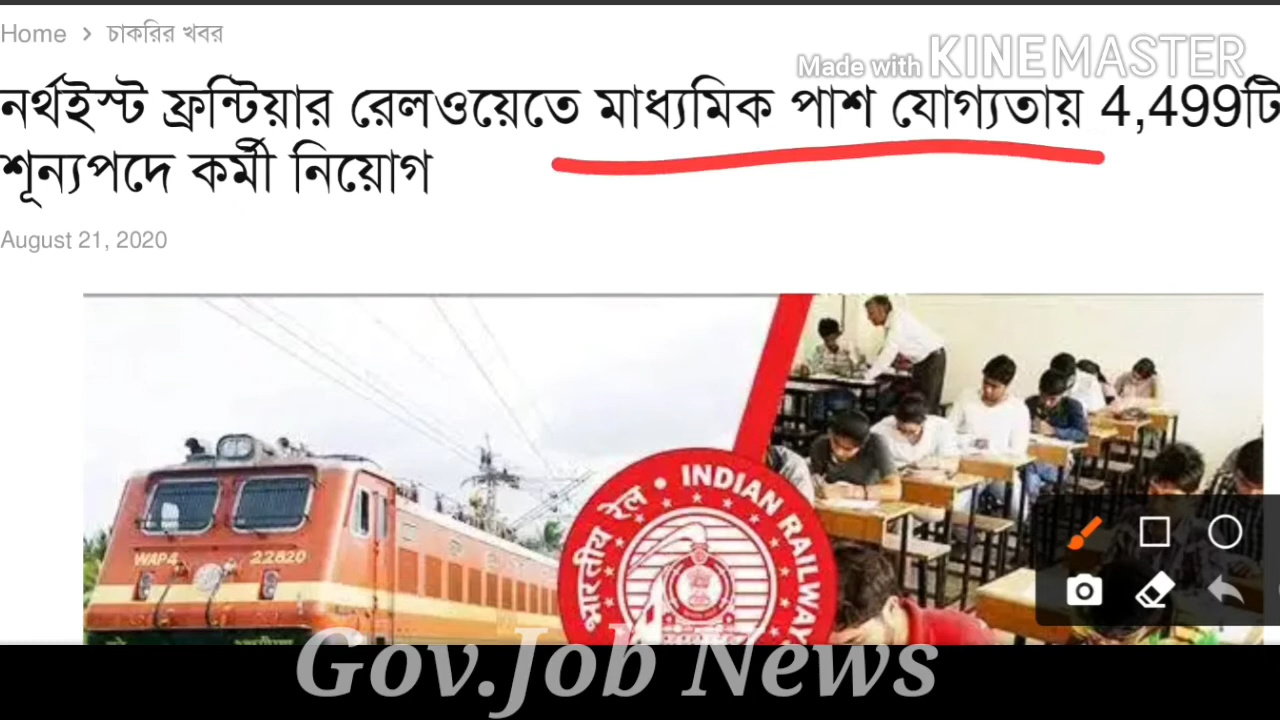 Home › চাকরির খবর
Made with KINEMASTER
নর্থইস্ট ফ্রন্টিয়ার রেলওয়েতে মাধ্যমিক পাশ যোগ্যতায় 4,499টি
শূন্যপদে কর্মী নিয়োগ
August 21, 2020
भारतीय रेल • INDIAN RAILWAY
WAP4 22820
Gov.Job News